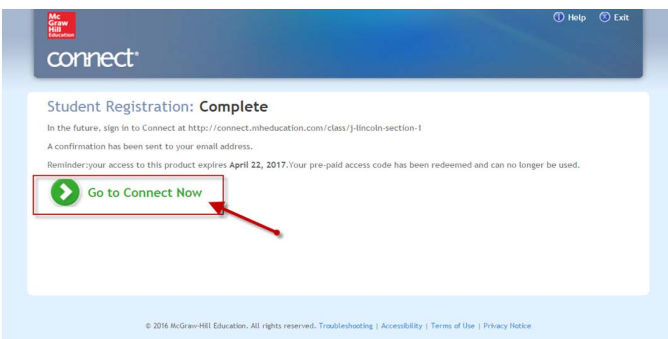 Mc
Graw
Hill
Education
Help Exit
connect
Student Registration: Complete
In the future, sign in to Connect at http://connect.mheducation.com/class/j-lincoln-section-1
A confirmation has been sent to your email address.
Reminder:your access to this product expires April 22, 2017.Your pre-paid access code has been redeemed and can no longer be used.
Go to Connect Now
© 2016 McGraw-Hill Education. All rights reserved. Troubleshooting | Accessibility | Terms of Use | Privacy Notice